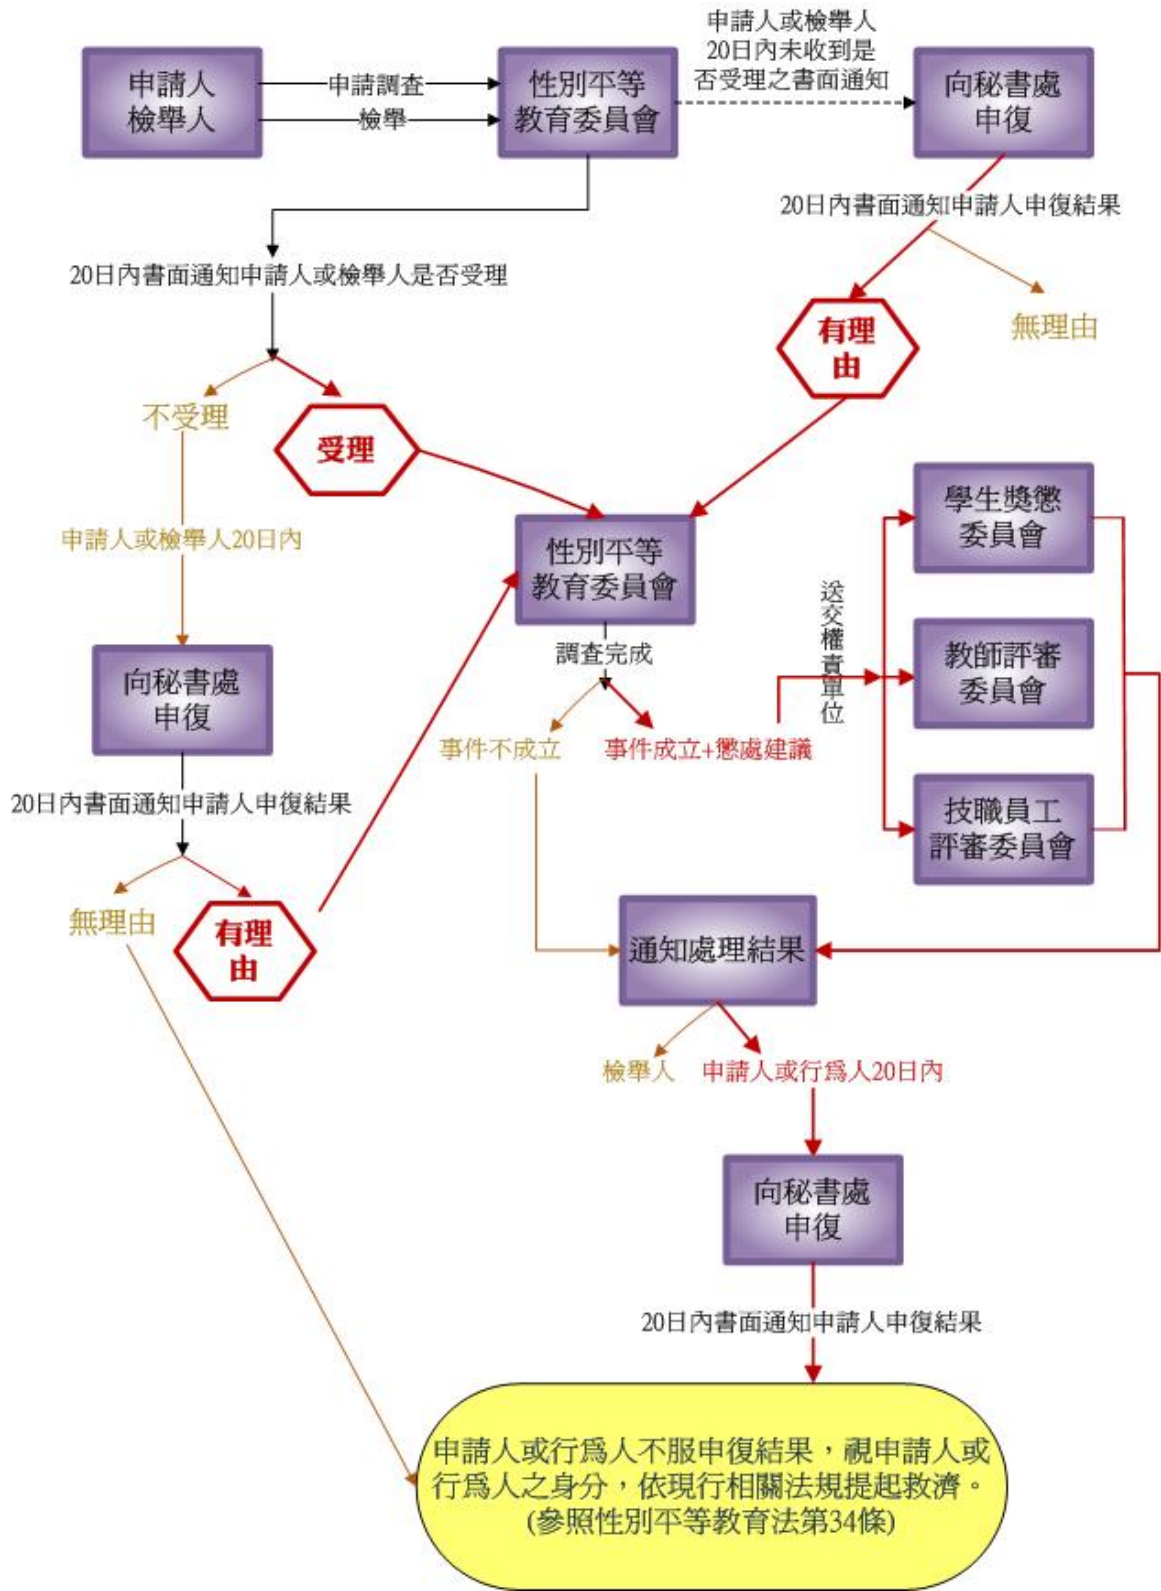 申請人
檢舉人
申請調查
檢舉
性別平等
教育委員會
申請人或檢舉人
20日內未收到是
否受理之書面通知
向秘書處
申復
20日內書面通知申請人申復結果
有理
由
無理由
20日內書面通知申請人或檢舉人是否受理
不受理
受理
申請人或檢舉人20日內
向秘書處
申復
20日內書面通知申請人申復結果
無理由
有理
由
性別平等
教育委員會
調查完成
事件不成立
事件成立+懲處建議
送交權責單位
學生獎懲
委員會
教師評審
委員會
技職員工
評審委員會
通知處理結果
檢舉人
申請人或行為人20日內
向秘書處
申復
20日內書面通知申請人申復結果
申請人或行為人不服申復結果，視申請人或
行為人之身分，依現行相關法規提起救濟。
(參照性別平等教育法第34條)